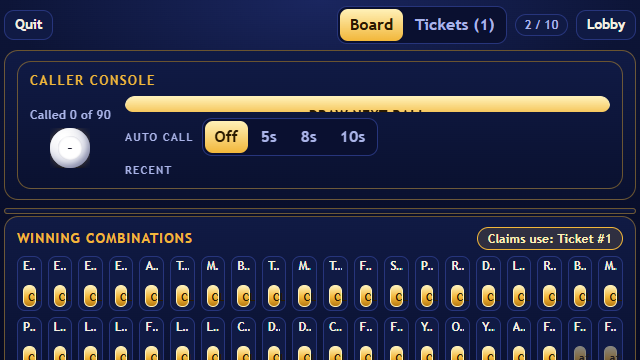 Quit
Board
Tickets (1)
2 / 10
Lobby
CALLER CONSOLE
Called 0 of 90
-
AUTO CALL
Off
5s
8s
10s
RECENT
WINNING COMBINATIONS
Claims use: Ticket #1
E.. E.. E.. E.. A.. T... M. B... T.. M. T... F... S... P.. R... D.. L... R.. B... M.
C C C C C C C C C C C C C C C C C C C C
P.. L... L... L... F.. L... L... C... D.. D.. C... F.. Y... O.. Y... A... F.. F... F.. F..